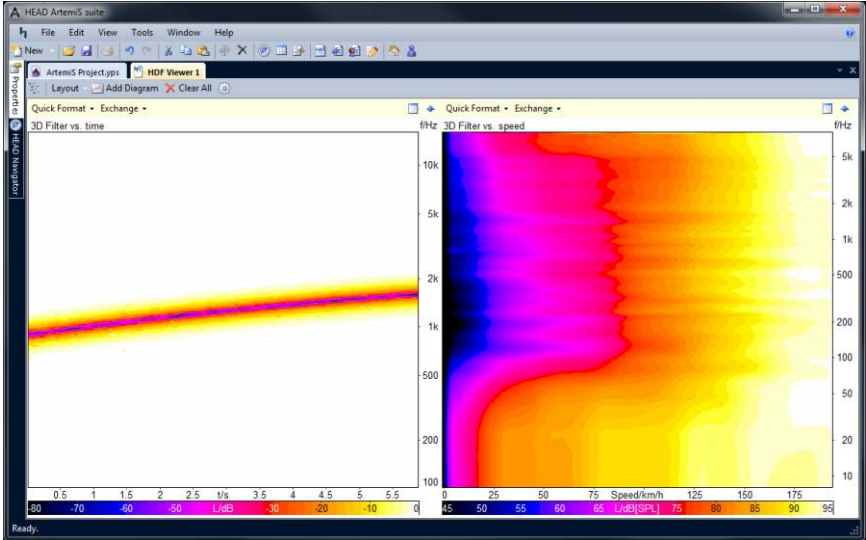 HEAD ArtemiS suite
File Edit View Tools Window Help
New
ArtemiS Project.yps HDF Viewer 1
Layout Add Diagram Clear All
Properties
HEAD Navigator
Quick Format Exchange
3D Filter vs. time f/Hz
10k
5k
2k
1k
500
200
100
0.5 1 1.5 2 2.5 t/s 3.5 4 4.5 5 5.5
-80 -70 -60 -50 L/dB -30 -20 -10 0
Quick Format Exchange
3D Filter vs. speed f/Hz
5k
2k
1k
500
200
100
50
20
10
0 25 50 75 Speed/km/h 125 150 175
45 50 55 60 65 L/dB[SPL] 75 80 85 90 95
Ready.